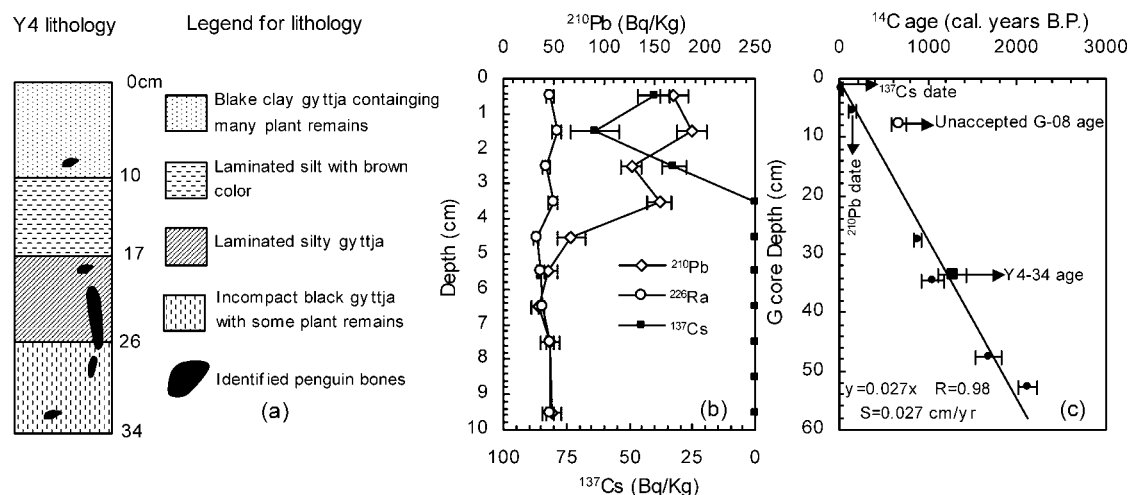 Y4 lithology
Legend for lithology
0cm
10
17
26
34
Blake clay gyttja containging
many plant remains
Laminated silt with brown
color
Laminated silty gyttja
Incompact black gyttja
with some plant remains
Identified penguin bones
(a)
²¹⁰Pb (Bq/Kg)
100 50 100 150 200 250
0
1
2
3
4
5
6
7
8
9
10
Depth (cm)
²¹⁰Pb
²²⁶Ra
¹³⁷Cs
(b)
100 75 50 25 0
¹³⁷Cs (Bq/Kg)
¹⁴C age (cal. years B.P.)
0 1000 2000 3000
0
10
20
30
40
50
60
G core Depth (cm)
¹³⁷Cs date
Unaccepted G-08 age
²¹⁰Pb date
Y4-34 age
y=0.027x R=0.98
S=0.027 cm/yr
(c)